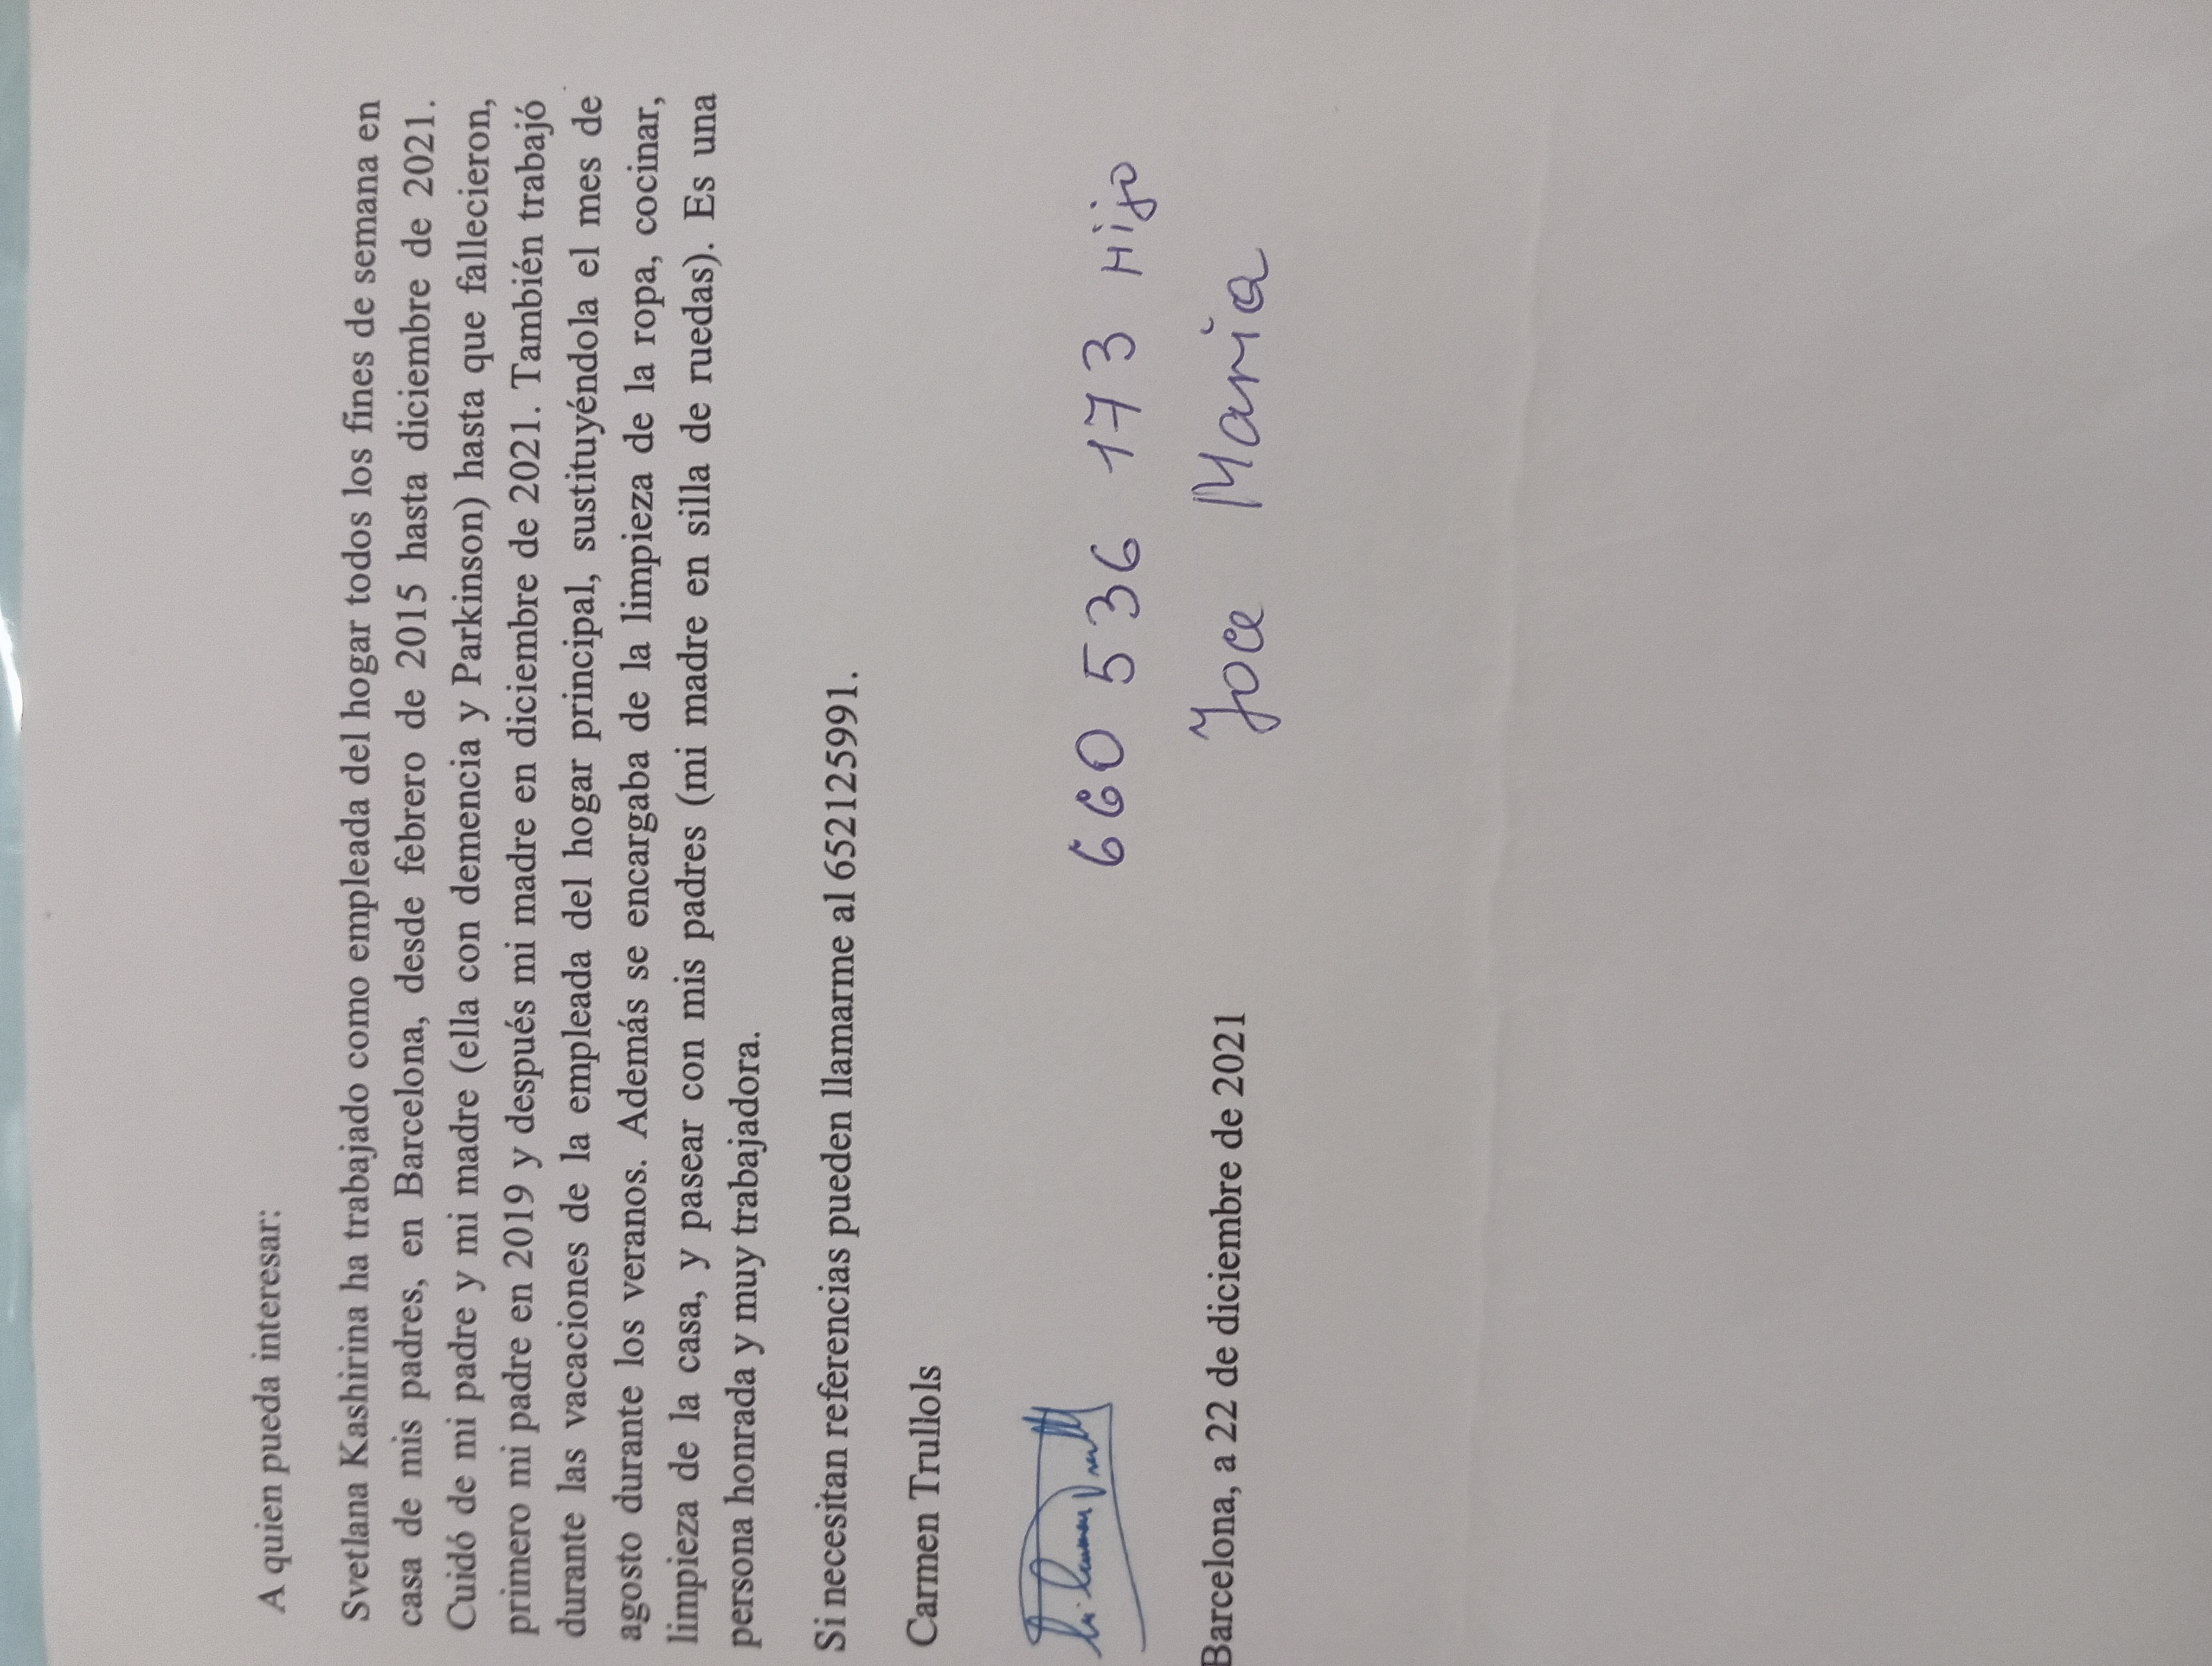 A quien pueda interesar:
Svetlana Kashirina ha trabajado como empleada del hogar todos los fines de semana en
casa de mis padres, en Barcelona, desde febrero de 2015 hasta diciembre de 2021.
Cuidó de mi padre y mi madre (ella con demencia y Parkinson) hasta que fallecieron,
primero mi padre en 2019 y después mi madre en diciembre de 2021. También trabajó
durante las vacaciones de la empleada del hogar principal, sustituyéndola el mes de
agosto durante los veranos. Además se encargaba de la limpieza de la ropa, cocinar,
limpieza de la casa, y pasear con mis padres (mi madre en silla de ruedas). Es una
persona honrada y muy trabajadora.
Si necesitan referencias pueden llamarme al 652125991.
Carmen Trullols
660 536 173 Hijo
Joce Maria
Barcelona, a 22 de diciembre de 2021